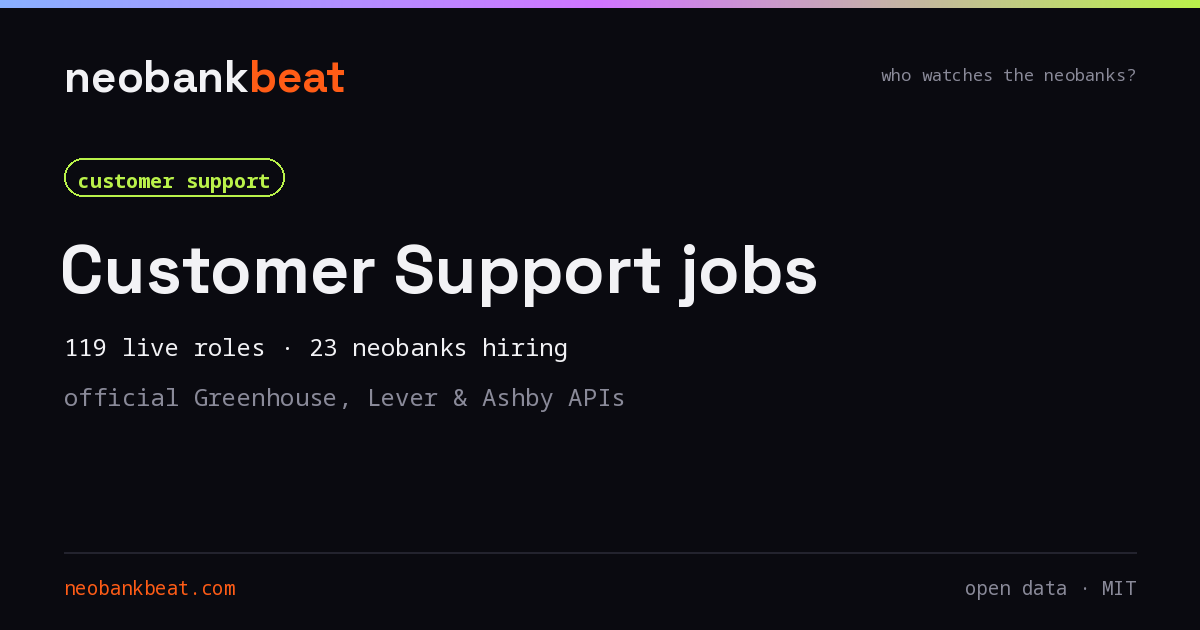 neobankbeat
who watches the neobanks?
customer support
Customer Support jobs
119 live roles · 23 neobanks hiring
official Greenhouse, Lever & Ashby APIs
neobankbeat.com
open data · MIT